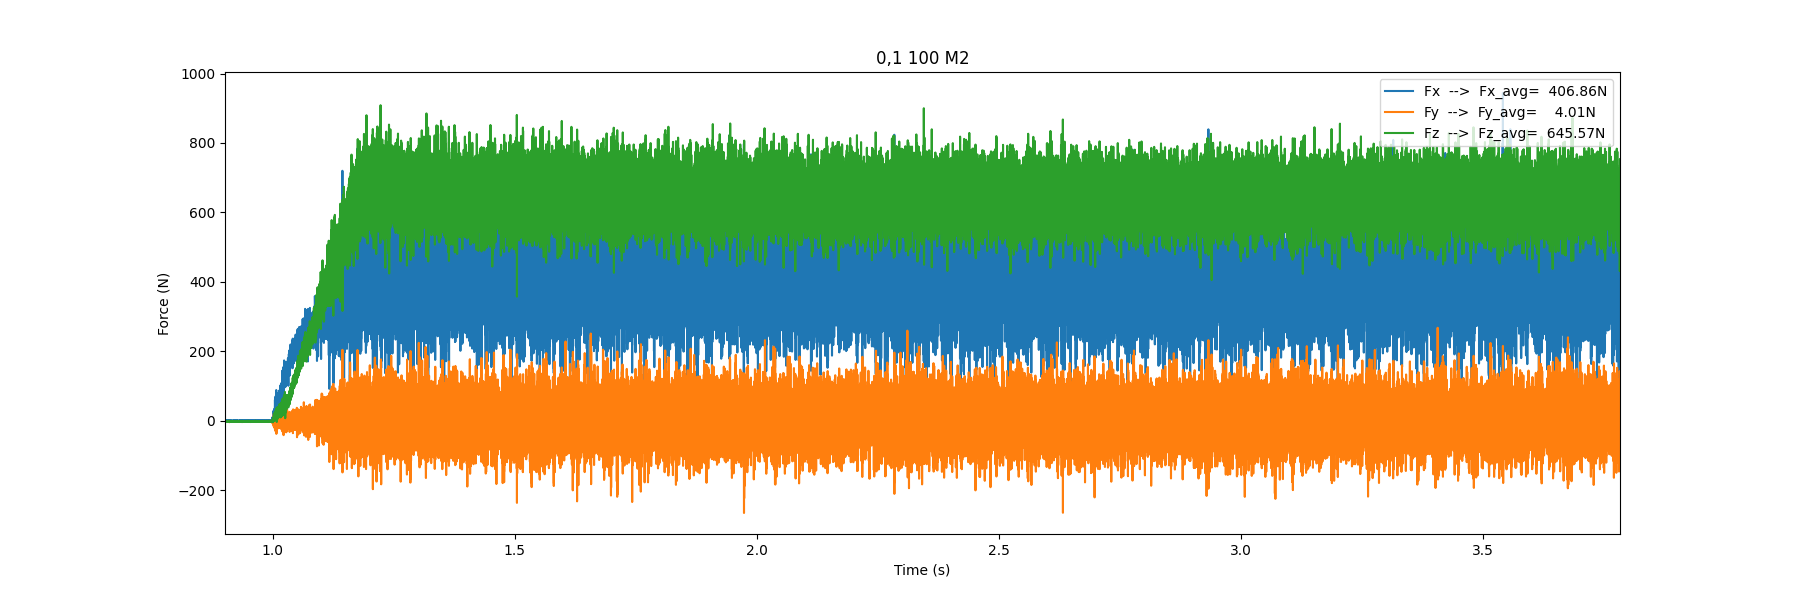 0,1 100 M2
Fx --> Fx_avg= 406.86N
Fy --> Fy_avg= 4.01N
Fz --> Fz_avg= 645.57N
1000
800
600
400
200
0
−200
Force (N)
1.0 1.5 2.0 2.5 3.0 3.5
Time (s)